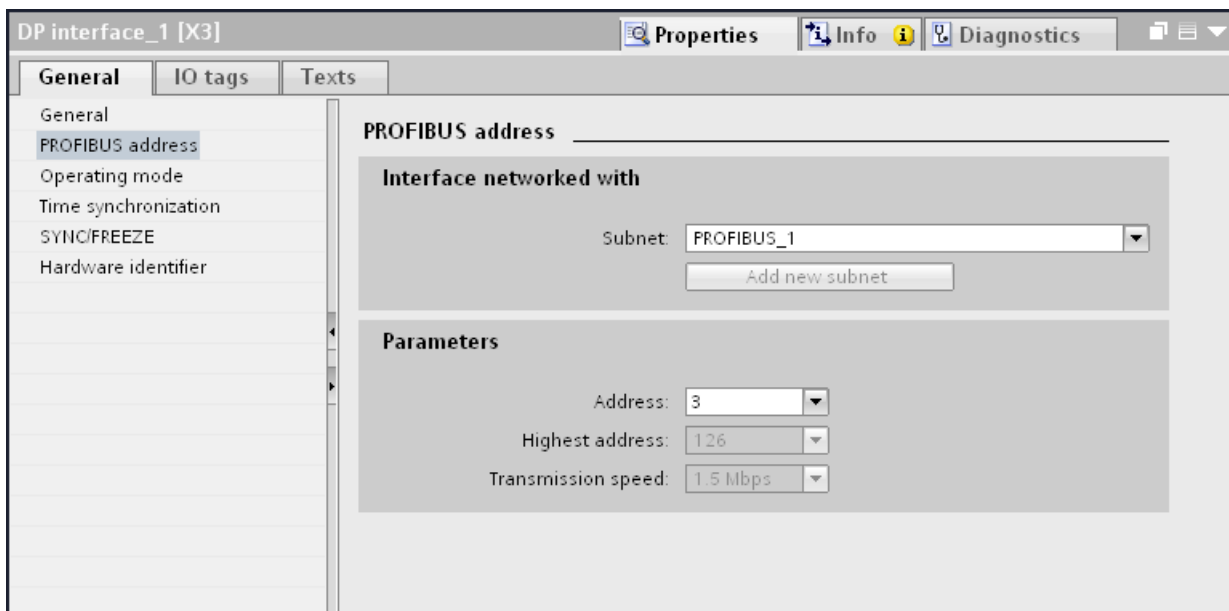 DP interface_1 [X3]
Properties Info Diagnostics
General IO tags Texts
General
PROFIBUS address
Operating mode
Time synchronization
SYNC/FREEZE
Hardware identifier
PROFIBUS address
Interface networked with
Subnet: PROFIBUS_1
Add new subnet
Parameters
Address: 3
Highest address: 126
Transmission speed: 1.5 Mbps